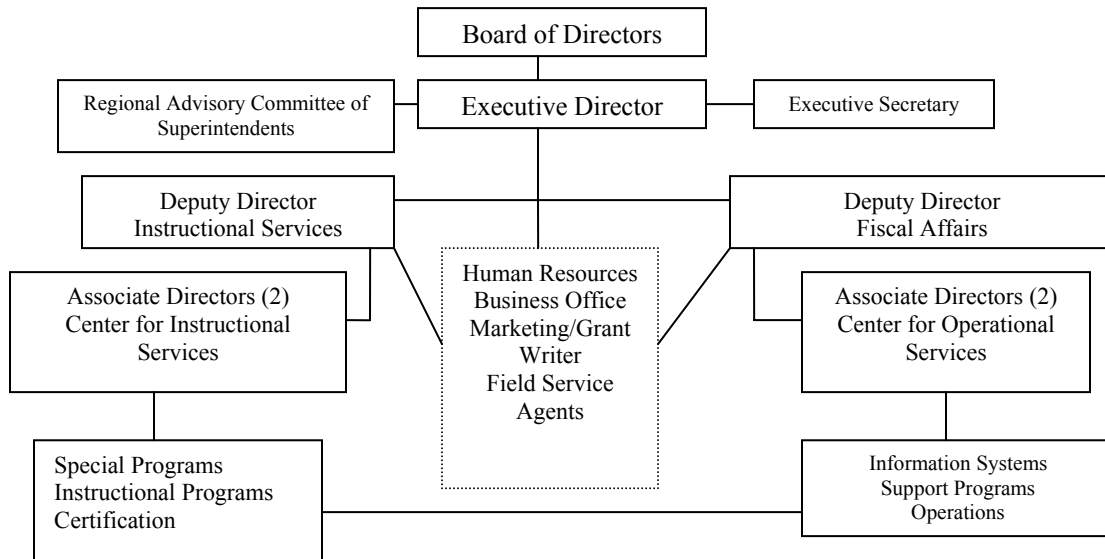 Board of Directors
Regional Advisory Committee of
Superintendents
Executive Director
Executive Secretary
Deputy Director
Instructional Services
Deputy Director
Fiscal Affairs
Human Resources
Business Office
Marketing/Grant
Writer
Field Service
Agents
Associate Directors (2)
Center for Instructional
Services
Associate Directors (2)
Center for Operational
Services
Special Programs
Instructional Programs
Certification
Information Systems
Support Programs
Operations